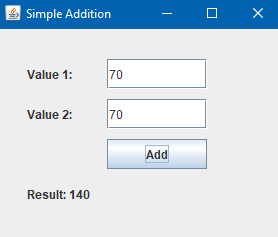 Simple Addition
Value 1: 70
Value 2: 70
Add
Result: 140